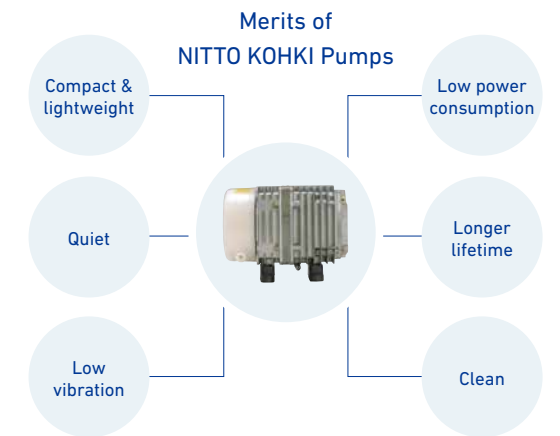 Merits of
NITTO KOHKI Pumps
Compact &
lightweight
Low power
consumption
Quiet
Longer
lifetime
Low
vibration
Clean